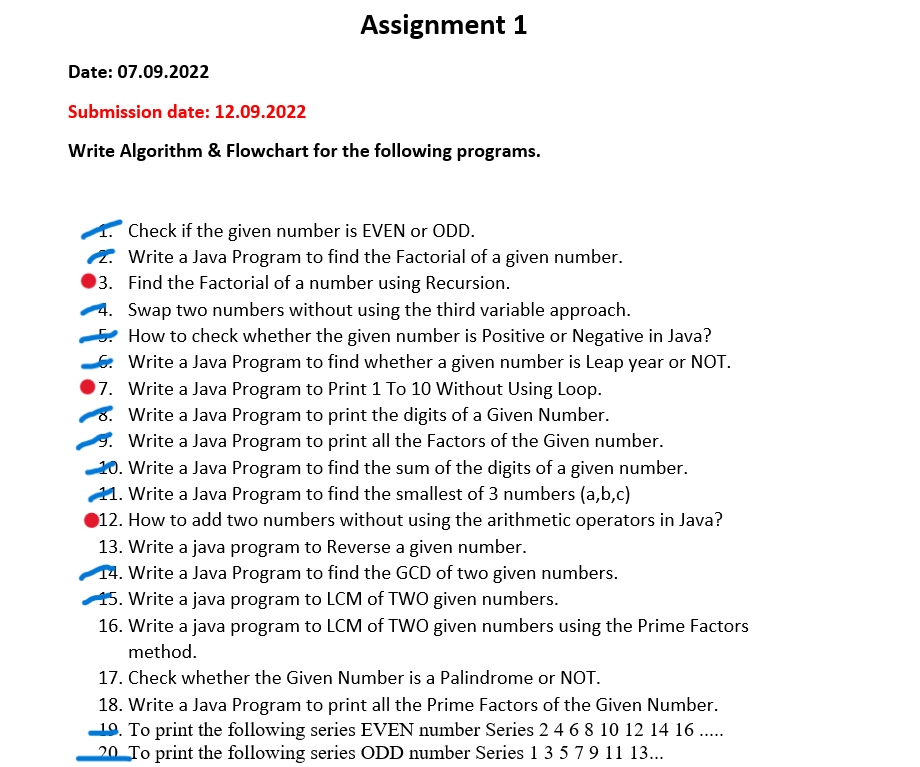 Assignment 1
Date: 07.09.2022
Submission date: 12.09.2022
Write Algorithm & Flowchart for the following programs.
1. Check if the given number is EVEN or ODD.
2. Write a Java Program to find the Factorial of a given number.
3. Find the Factorial of a number using Recursion.
4. Swap two numbers without using the third variable approach.
5. How to check whether the given number is Positive or Negative in Java?
6. Write a Java Program to find whether a given number is Leap year or NOT.
7. Write a Java Program to Print 1 To 10 Without Using Loop.
8. Write a Java Program to print the digits of a Given Number.
9. Write a Java Program to print all the Factors of the Given number.
10. Write a Java Program to find the sum of the digits of a given number.
11. Write a Java Program to find the smallest of 3 numbers (a,b,c)
12. How to add two numbers without using the arithmetic operators in Java?
13. Write a java program to Reverse a given number.
14. Write a Java Program to find the GCD of two given numbers.
15. Write a java program to LCM of TWO given numbers.
16. Write a java program to LCM of TWO given numbers using the Prime Factors
method.
17. Check whether the Given Number is a Palindrome or NOT.
18. Write a Java Program to print all the Prime Factors of the Given Number.
19. To print the following series EVEN number Series 2 4 6 8 10 12 14 16 .....
20. To print the following series ODD number Series 1 3 5 7 9 11 13...